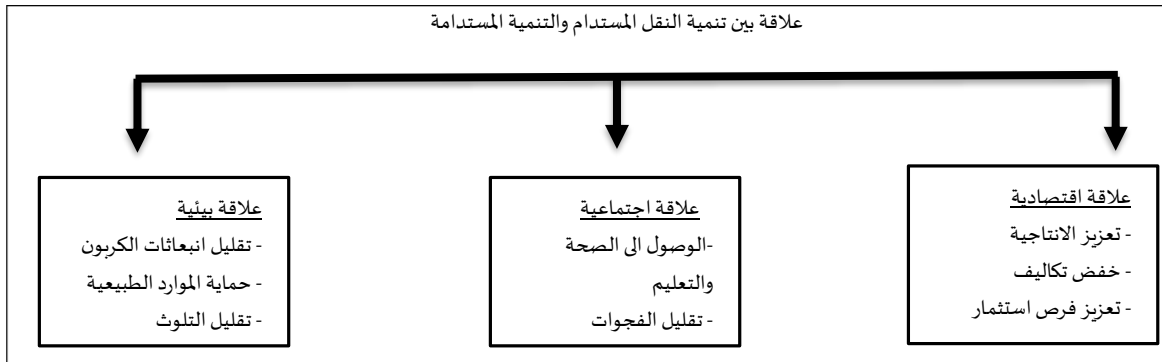 علاقة بين تنمية النقل المستدام والتنمية المستدامة
علاقة اقتصادية
- تعزيز الانتاجية
- خفض تكاليف
- تعزيز فرص استثمار
علاقة اجتماعية
-الوصول الى الصحة
والتعليم
- تقليل الفجوات
علاقة بيئية
- تقليل انبعاثات الكربون
- حماية الموارد الطبيعية
- تقليل التلوث